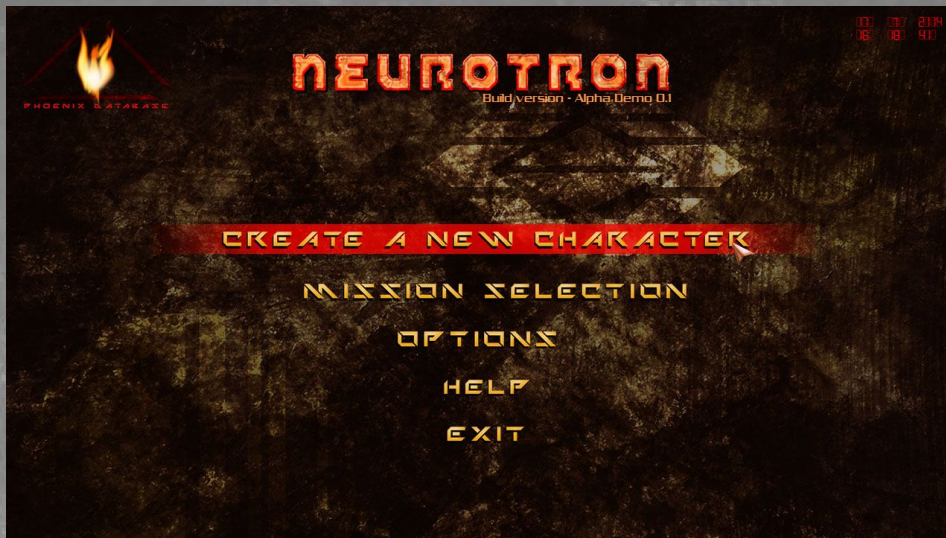 PHOENIX DATABASE
NEUROTRON
Build version - Alpha Demo 0.1
CREATE A NEW CHARACTER
MISSION SELECTION
OPTIONS
HELP
EXIT